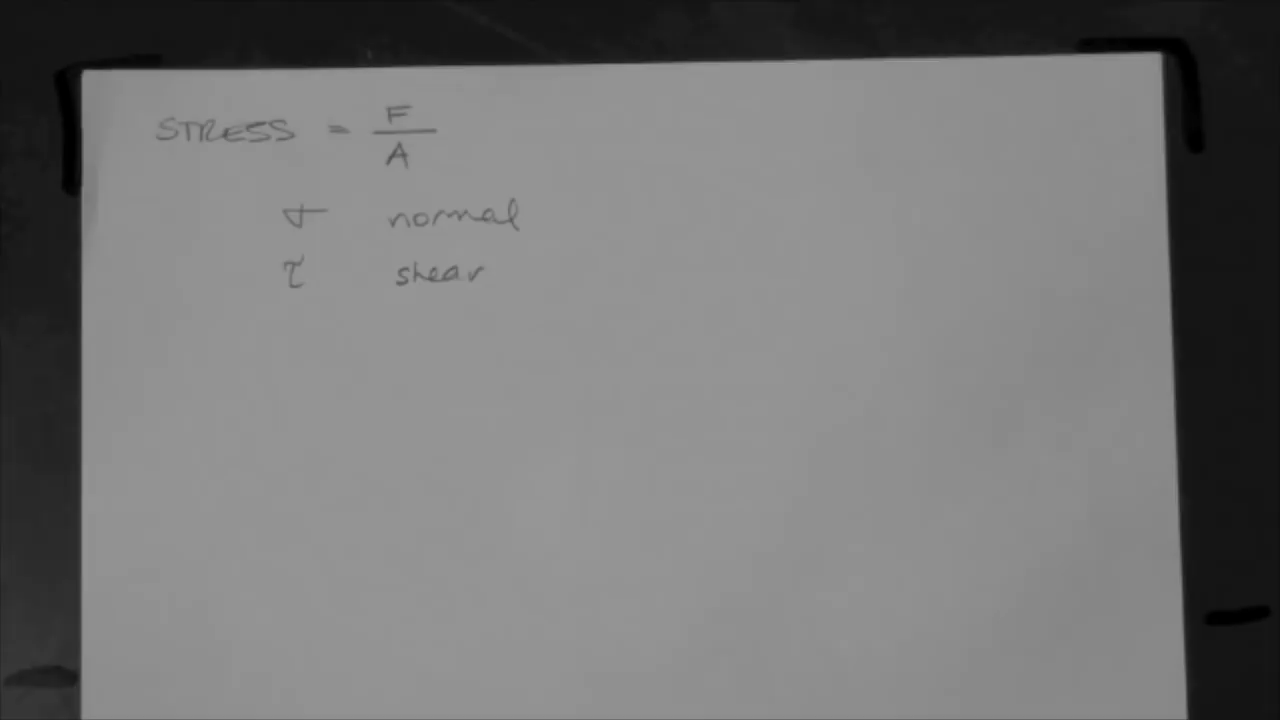 STRESS = F/A
σ normal
τ shear